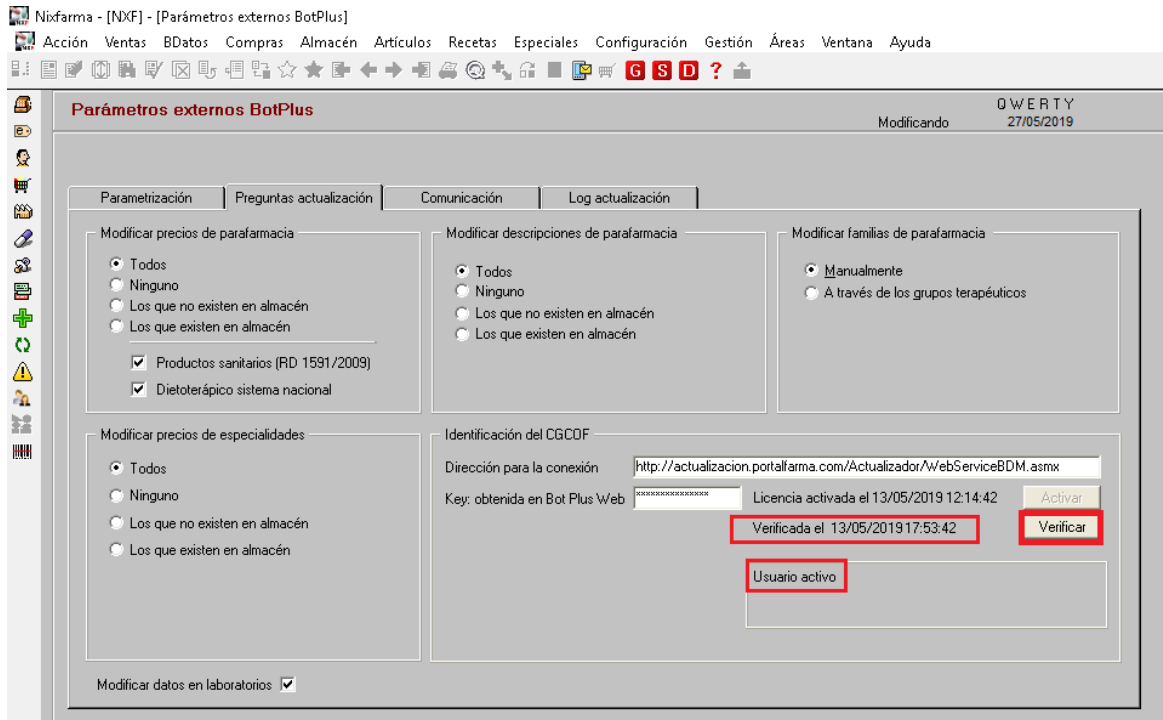 Nixfarma - [NXF] - [Parámetros externos BotPlus]
Acción Ventas BDatos Compras Almacén Artículos Recetas Especiales Configuración Gestión Áreas Ventana Ayuda
G S D ?
Parámetros externos BotPlus
QWERTY
Modificando 27/05/2019
Parametrización Preguntas actualización Comunicación Log actualización
Modificar precios de parafarmacia
Todos
Ninguno
Los que no existen en almacén
Los que existen en almacén
Productos sanitarios (RD 1591/2009)
Dietoterápico sistema nacional
Modificar descripciones de parafarmacia
Todos
Ninguno
Los que no existen en almacén
Los que existen en almacén
Modificar familias de parafarmacia
Manualmente
A través de los grupos terapéuticos
Modificar precios de especialidades
Todos
Ninguno
Los que no existen en almacén
Los que existen en almacén
Identificación del CGCOF
Dirección para la conexión http://actualizacion.portalfarma.com/Actualizador/WebServiceBDM.asmx
Key: obtenida en Bot Plus Web xxxxxxxxxxxxxxx Licencia activada el 13/05/2019 12:14:42 Activar
Verificada el 13/05/2019 17:53:42 Verificar
Usuario activo
Modificar datos en laboratorios